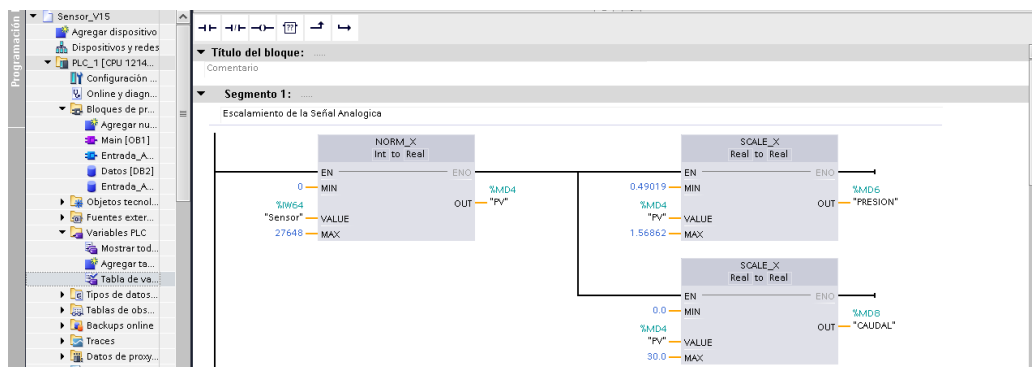 Programación
Sensor_V15
Agregar dispositivo
Dispositivos y redes
PLC_1 [CPU 1214...
Configuración ...
Online y diagn...
Bloques de pr...
Agregar nu...
Main [OB1]
Entrada_A...
Datos [DB2]
Entrada_A...
Objetos tecnol...
Fuentes exter...
Variables PLC
Mostrar tod...
Agregar ta...
Tabla de va...
Tipos de datos...
Tablas de obs...
Backups online
Traces
Datos de proxy...
??
Título del bloque: .....
Comentario
Segmento 1: .....
Escalamiento de la Señal Analogica
NORM_X
Int to Real
EN
ENO
0
MIN
%MD4
OUT
"PV"
%IW64
"Sensor"
VALUE
27648
MAX
SCALE_X
Real to Real
EN
ENO
0.49019
MIN
%MD6
OUT
"PRESION"
%MD4
"PV"
VALUE
1.56862
MAX
SCALE_X
Real to Real
EN
ENO
0.0
MIN
%MD8
OUT
"CAUDAL"
%MD4
"PV"
VALUE
30.0
MAX